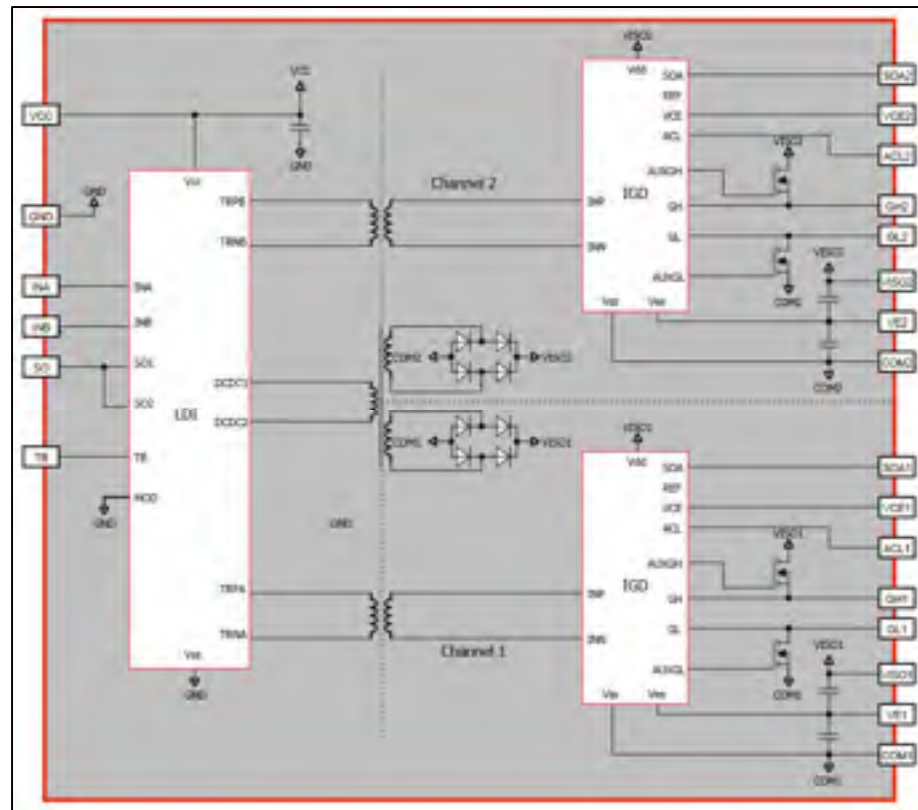 VISO2
VCC
Vdd
SOA
SOA2
REF
VCC
VCE
VCE2
ACL
ACL2
GND
Vcc
VISO2
Channel 2
AUXGH
IGD
GND
TRPB
INP
GH
GH2
GND
GL
GL2
TRNB
INN
VISO2
AUXGL
INA
INA
COM2
VISO2
Vss
Vee
INB
INB
VE2
SO
SO1
COM2
VISO2
COM2
DCDC1
COM2
SO2
LDI
DCDC2
VISO1
COM1
VISO1
TB
TB
Vdd
SOA
SOA1
MOD
REF
GND
VCE
VCE1
GND
ACL
ACL1
VISO1
AUXGH
IGD
TRPA
INP
GH
GH1
GL
GL1
TRNA
INN
VISO1
Channel 1
Vss
AUXGL
COM1
VISO1
GND
Vss
Vee
VE1
COM1
COM1